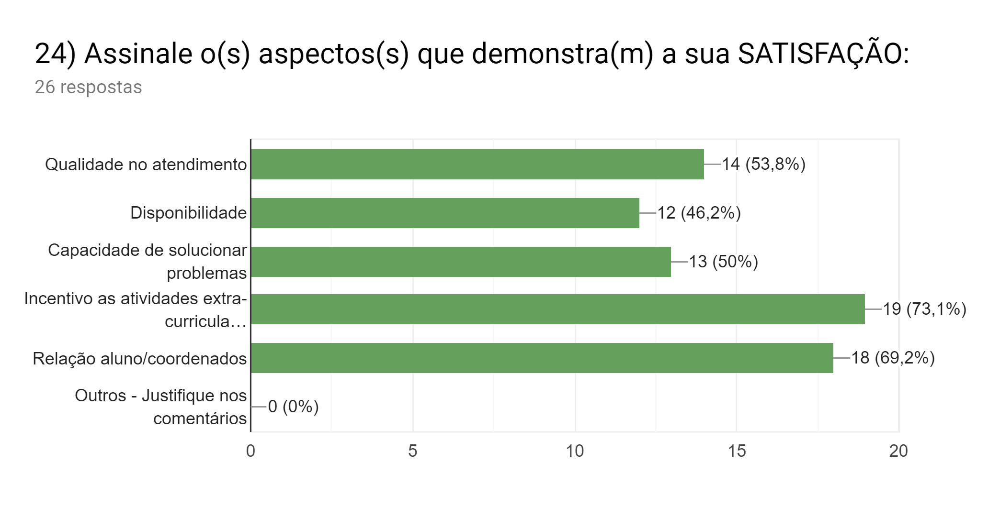 24) Assinale o(s) aspectos(s) que demonstra(m) a sua SATISFAÇÃO:
26 respostas
Qualidade no atendimento
14 (53,8%)
Disponibilidade
12 (46,2%)
Capacidade de solucionar
problemas
13 (50%)
Incentivo as atividades extra-
curricula…
19 (73,1%)
Relação aluno/coordenados
18 (69,2%)
Outros - Justifique nos
comentários
0 (0%)
0 5 10 15 20